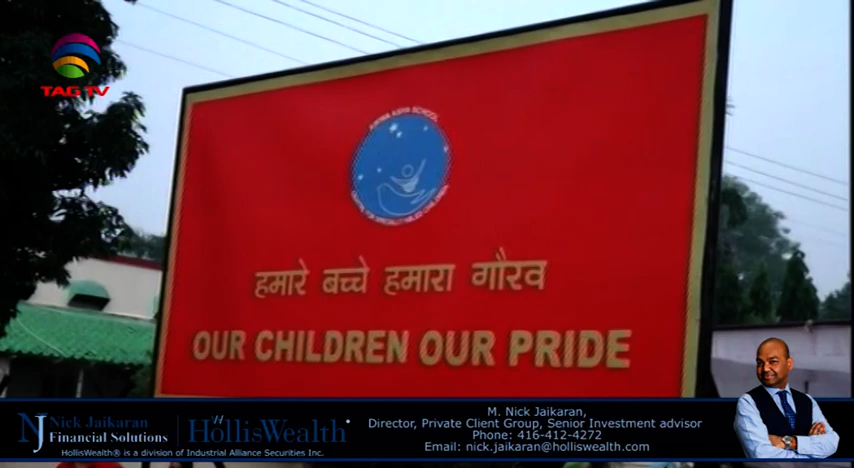 TAG TV
हमारे बच्चे हमारा गौरव
OUR CHILDREN OUR PRIDE
NJ Nick Jaikaran
Financial Solutions
HollisWealth
HollisWealth® is a division of Industrial Alliance Securities Inc.
M. Nick Jaikaran,
Director, Private Client Group, Senior Investment advisor
Phone: 416-412-4272
Email: nick.jaikaran@holliswealth.com